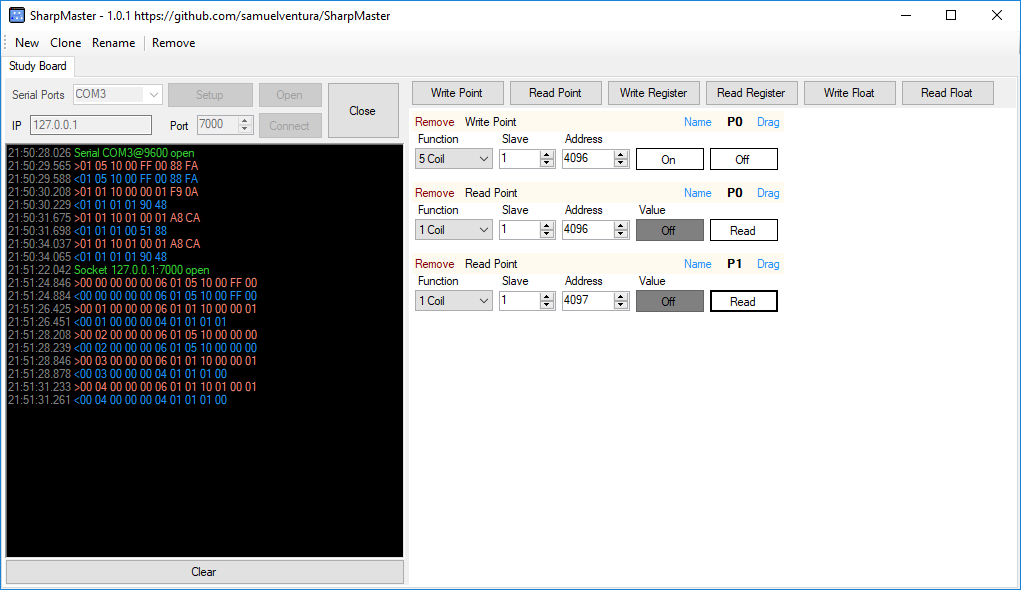 SharpMaster - 1.0.1 https://github.com/samuelventura/SharpMaster
New Clone Rename Remove
Study Board
Serial Ports COM3 Setup Open Close
IP 127.0.0.1 Port 7000 Connect
21:50:28.026 Serial COM3@9600 open
21:50:29.565 >01 05 10 00 FF 00 88 FA
21:50:29.588 <01 05 10 00 FF 00 88 FA
21:50:30.208 >01 01 10 00 00 01 F9 0A
21:50:30.229 <01 01 01 01 90 48
21:50:31.675 >01 01 10 01 00 01 A8 CA
21:50:31.698 <01 01 01 00 51 88
21:50:34.037 >01 01 10 01 00 01 A8 CA
21:50:34.065 <01 01 01 01 90 48
21:51:22.042 Socket 127.0.0.1:7000 open
21:51:24.846 >00 00 00 00 00 06 01 05 10 00 FF 00
21:51:24.884 <00 00 00 00 00 06 01 05 10 00 FF 00
21:51:26.425 >00 01 00 00 00 06 01 01 10 00 00 01
21:51:26.451 <00 01 00 00 00 04 01 01 01 01
21:51:28.208 >00 02 00 00 00 06 01 05 10 00 00 00
21:51:28.239 <00 02 00 00 00 06 01 05 10 00 00 00
21:51:28.846 >00 03 00 00 00 06 01 01 10 00 00 01
21:51:28.878 <00 03 00 00 00 04 01 01 01 00
21:51:31.233 >00 04 00 00 00 06 01 01 10 01 00 01
21:51:31.261 <00 04 00 00 00 04 01 01 01 00
Clear
Write Point Read Point Write Register Read Register Write Float Read Float
Remove Write Point Name P0 Drag
Function Slave Address
5 Coil 1 4096 On Off
Remove Read Point Name P0 Drag
Function Slave Address Value
1 Coil 1 4096 Off Read
Remove Read Point Name P1 Drag
Function Slave Address Value
1 Coil 1 4097 Off Read